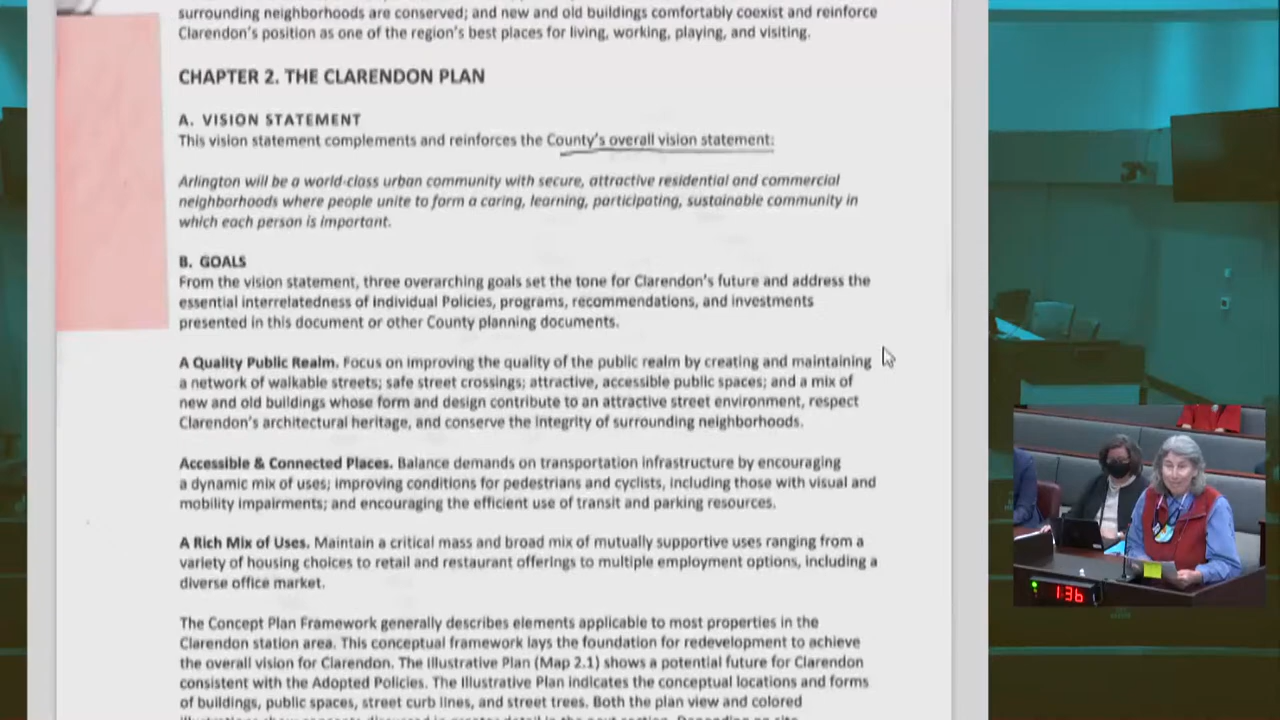 surrounding neighborhoods are conserved; and new and old buildings comfortably coexist and reinforce
Clarendon's position as one of the region's best places for living, working, playing, and visiting.
CHAPTER 2. THE CLARENDON PLAN
A. VISION STATEMENT
This vision statement complements and reinforces the County's overall vision statement:
Arlington will be a world-class urban community with secure, attractive residential and commercial
neighborhoods where people unite to form a caring, learning, participating, sustainable community in
which each person is important.
B. GOALS
From the vision statement, three overarching goals set the tone for Clarendon's future and address the
essential interrelatedness of individual Policies, programs, recommendations, and investments
presented in this document or other County planning documents.
A Quality Public Realm. Focus on improving the quality of the public realm by creating and maintaining
a network of walkable streets; safe street crossings; attractive, accessible public spaces; and a mix of
new and old buildings whose form and design contribute to an attractive street environment, respect
Clarendon's architectural heritage, and conserve the integrity of surrounding neighborhoods.
Accessible & Connected Places. Balance demands on transportation infrastructure by encouraging
a dynamic mix of uses; improving conditions for pedestrians and cyclists, including those with visual and
mobility impairments; and encouraging the efficient use of transit and parking resources.
A Rich Mix of Uses. Maintain a critical mass and broad mix of mutually supportive uses ranging from a
variety of housing choices to retail and restaurant offerings to multiple employment options, including a
diverse office market.
The Concept Plan Framework generally describes elements applicable to most properties in the
Clarendon station area. This conceptual framework lays the foundation for redevelopment to achieve
the overall vision for Clarendon. The Illustrative Plan (Map 2.1) shows a potential future for Clarendon
consistent with the Adopted Policies. The Illustrative Plan indicates the conceptual locations and forms
of buildings, public spaces, street curb lines, and street trees. Both the plan view and colored
1:36